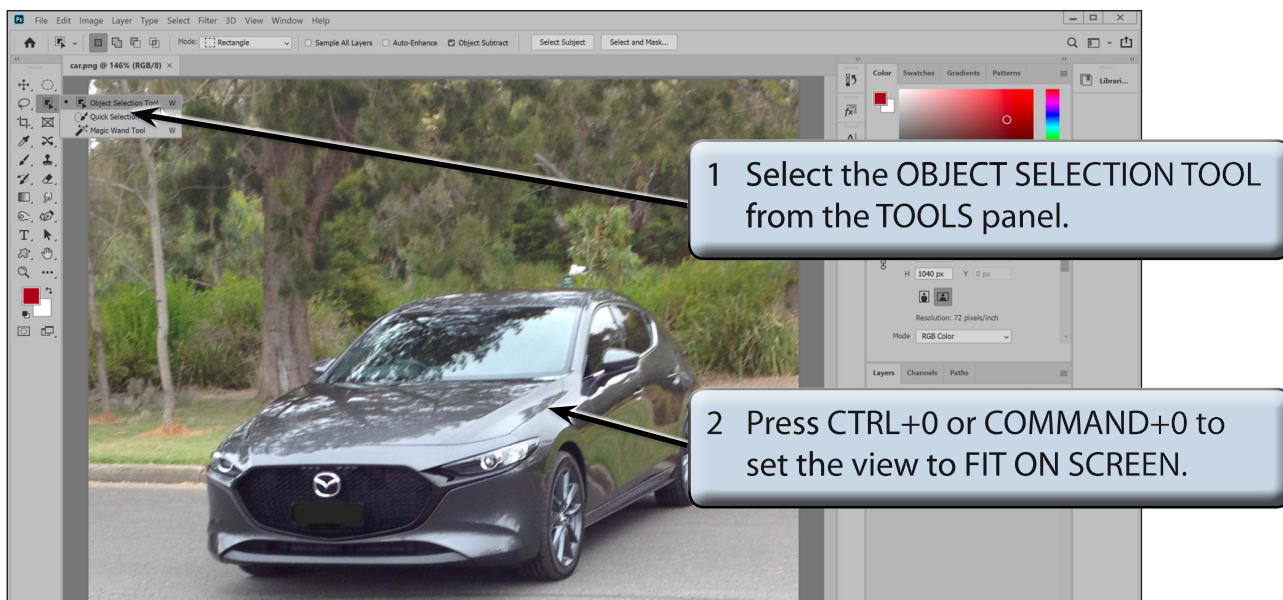 Ps File Edit Image Layer Type Select Filter 3D View Window Help
Mode: Rectangle Sample All Layers Auto-Enhance Object Subtract Select Subject Select and Mask...
car.png @ 146% (RGB/8) ×
Object Selection Tool W
Quick Selection
Magic Wand Tool W
Color Swatches Gradients Patterns
Librari...
1 Select the OBJECT SELECTION TOOL
from the TOOLS panel.
H 1040 px Y 0 px
Resolution: 72 pixels/inch
Mode RGB Color
Layers Channels Paths
2 Press CTRL+0 or COMMAND+0 to
set the view to FIT ON SCREEN.